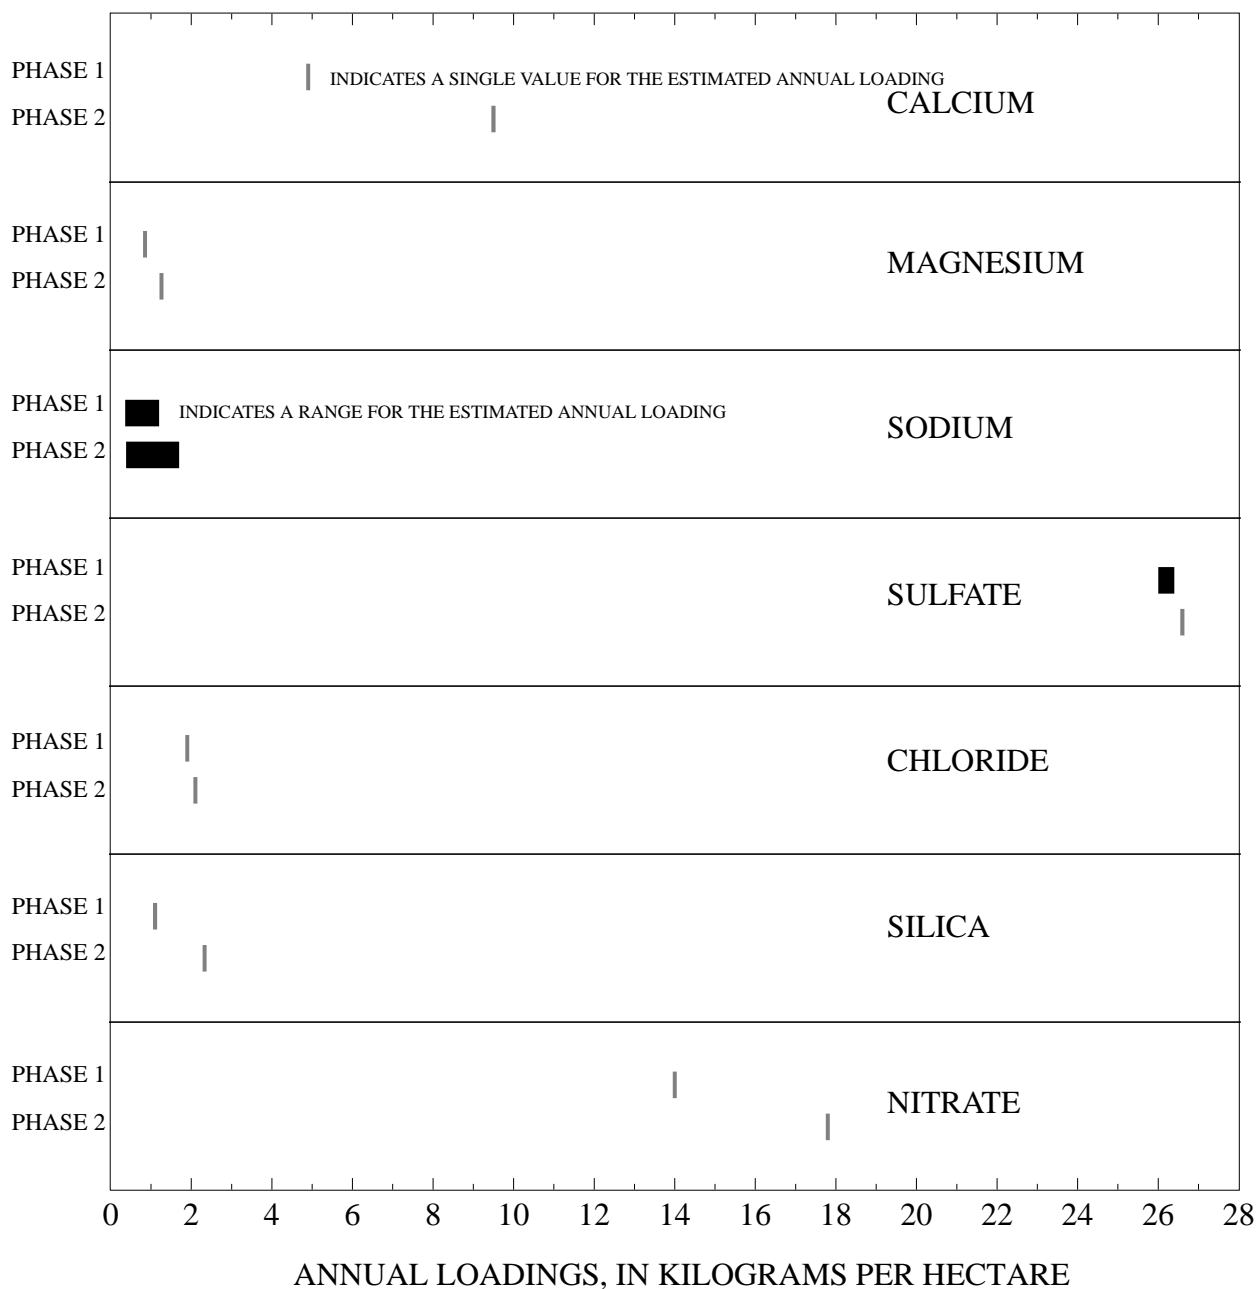 PHASE 1
INDICATES A SINGLE VALUE FOR THE ESTIMATED ANNUAL LOADING
CALCIUM
PHASE 2
PHASE 1
MAGNESIUM
PHASE 2
PHASE 1
INDICATES A RANGE FOR THE ESTIMATED ANNUAL LOADING
SODIUM
PHASE 2
PHASE 1
SULFATE
PHASE 2
PHASE 1
CHLORIDE
PHASE 2
PHASE 1
SILICA
PHASE 2
PHASE 1
NITRATE
PHASE 2
0 2 4 6 8 10 12 14 16 18 20 22 24 26 28
ANNUAL LOADINGS, IN KILOGRAMS PER HECTARE